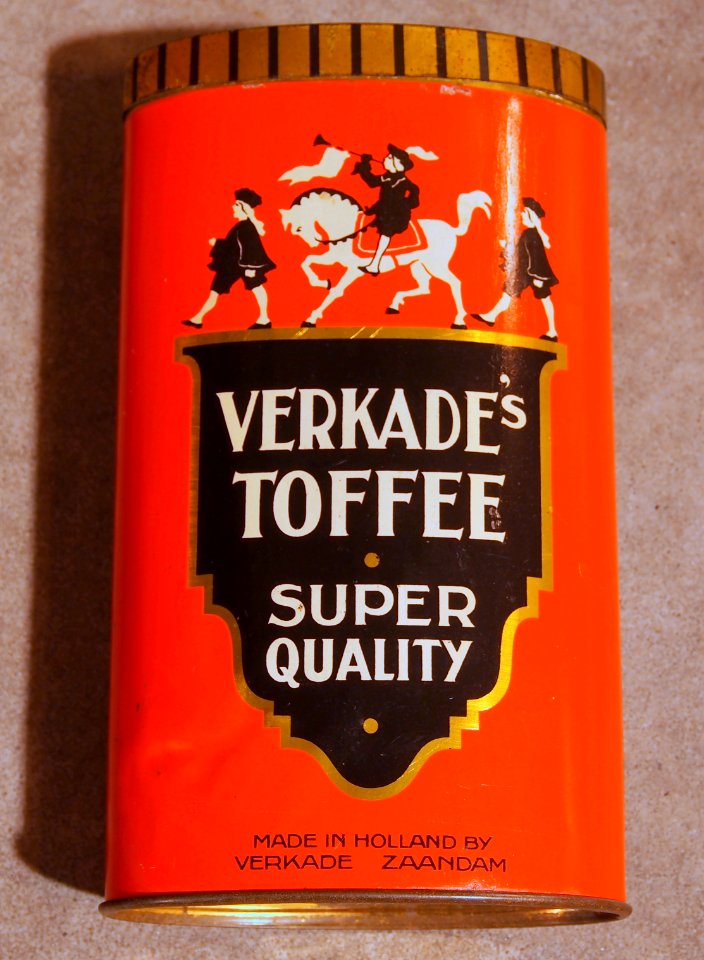 VERKADE'S
TOFFEE
SUPER
QUALITY
MADE IN HOLLAND BY
VERKADE ZAANDAM